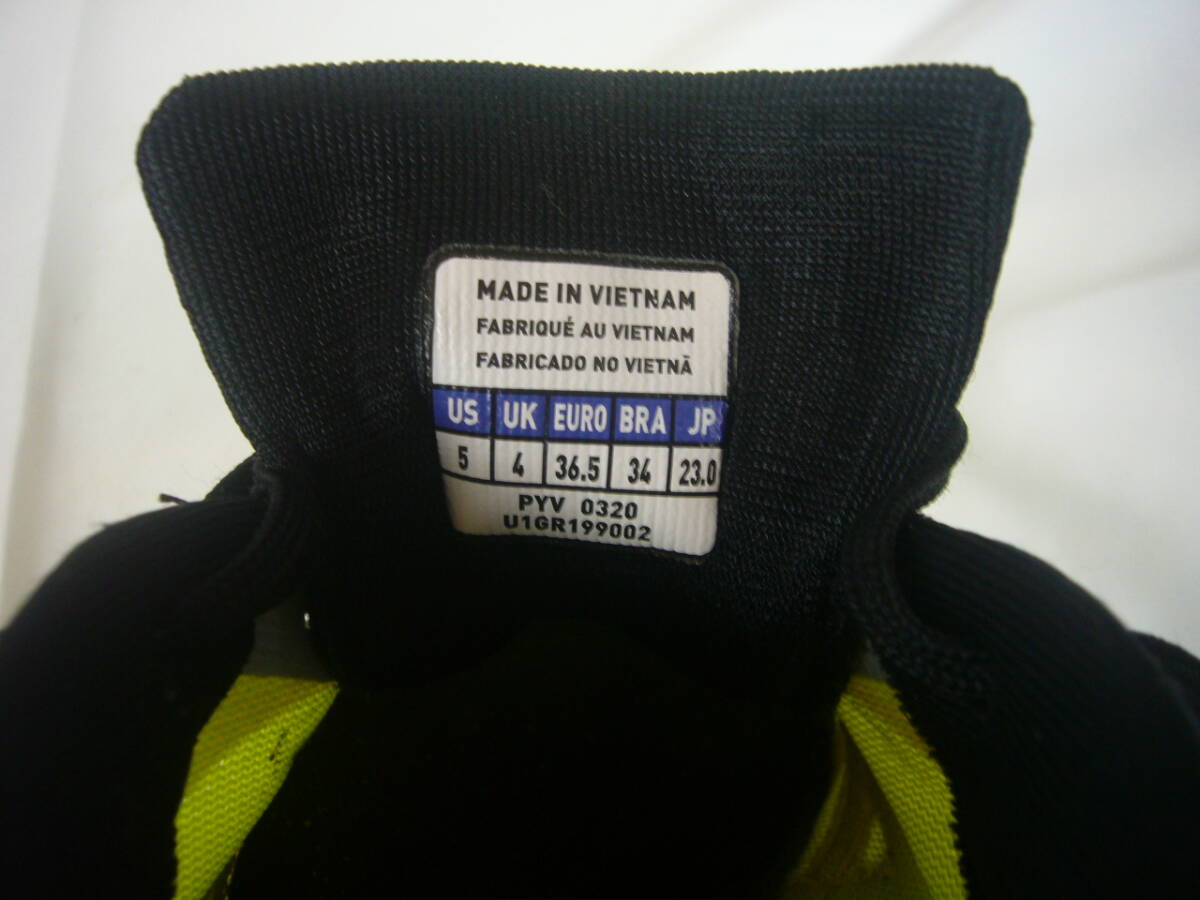 MADE IN VIETNAM
FABRIQUÉ AU VIETNAM
FABRICADO NO VIETNÃ
US UK EURO BRA JP
5 4 36.5 34 23.0
PYV 0320
U1GR199002